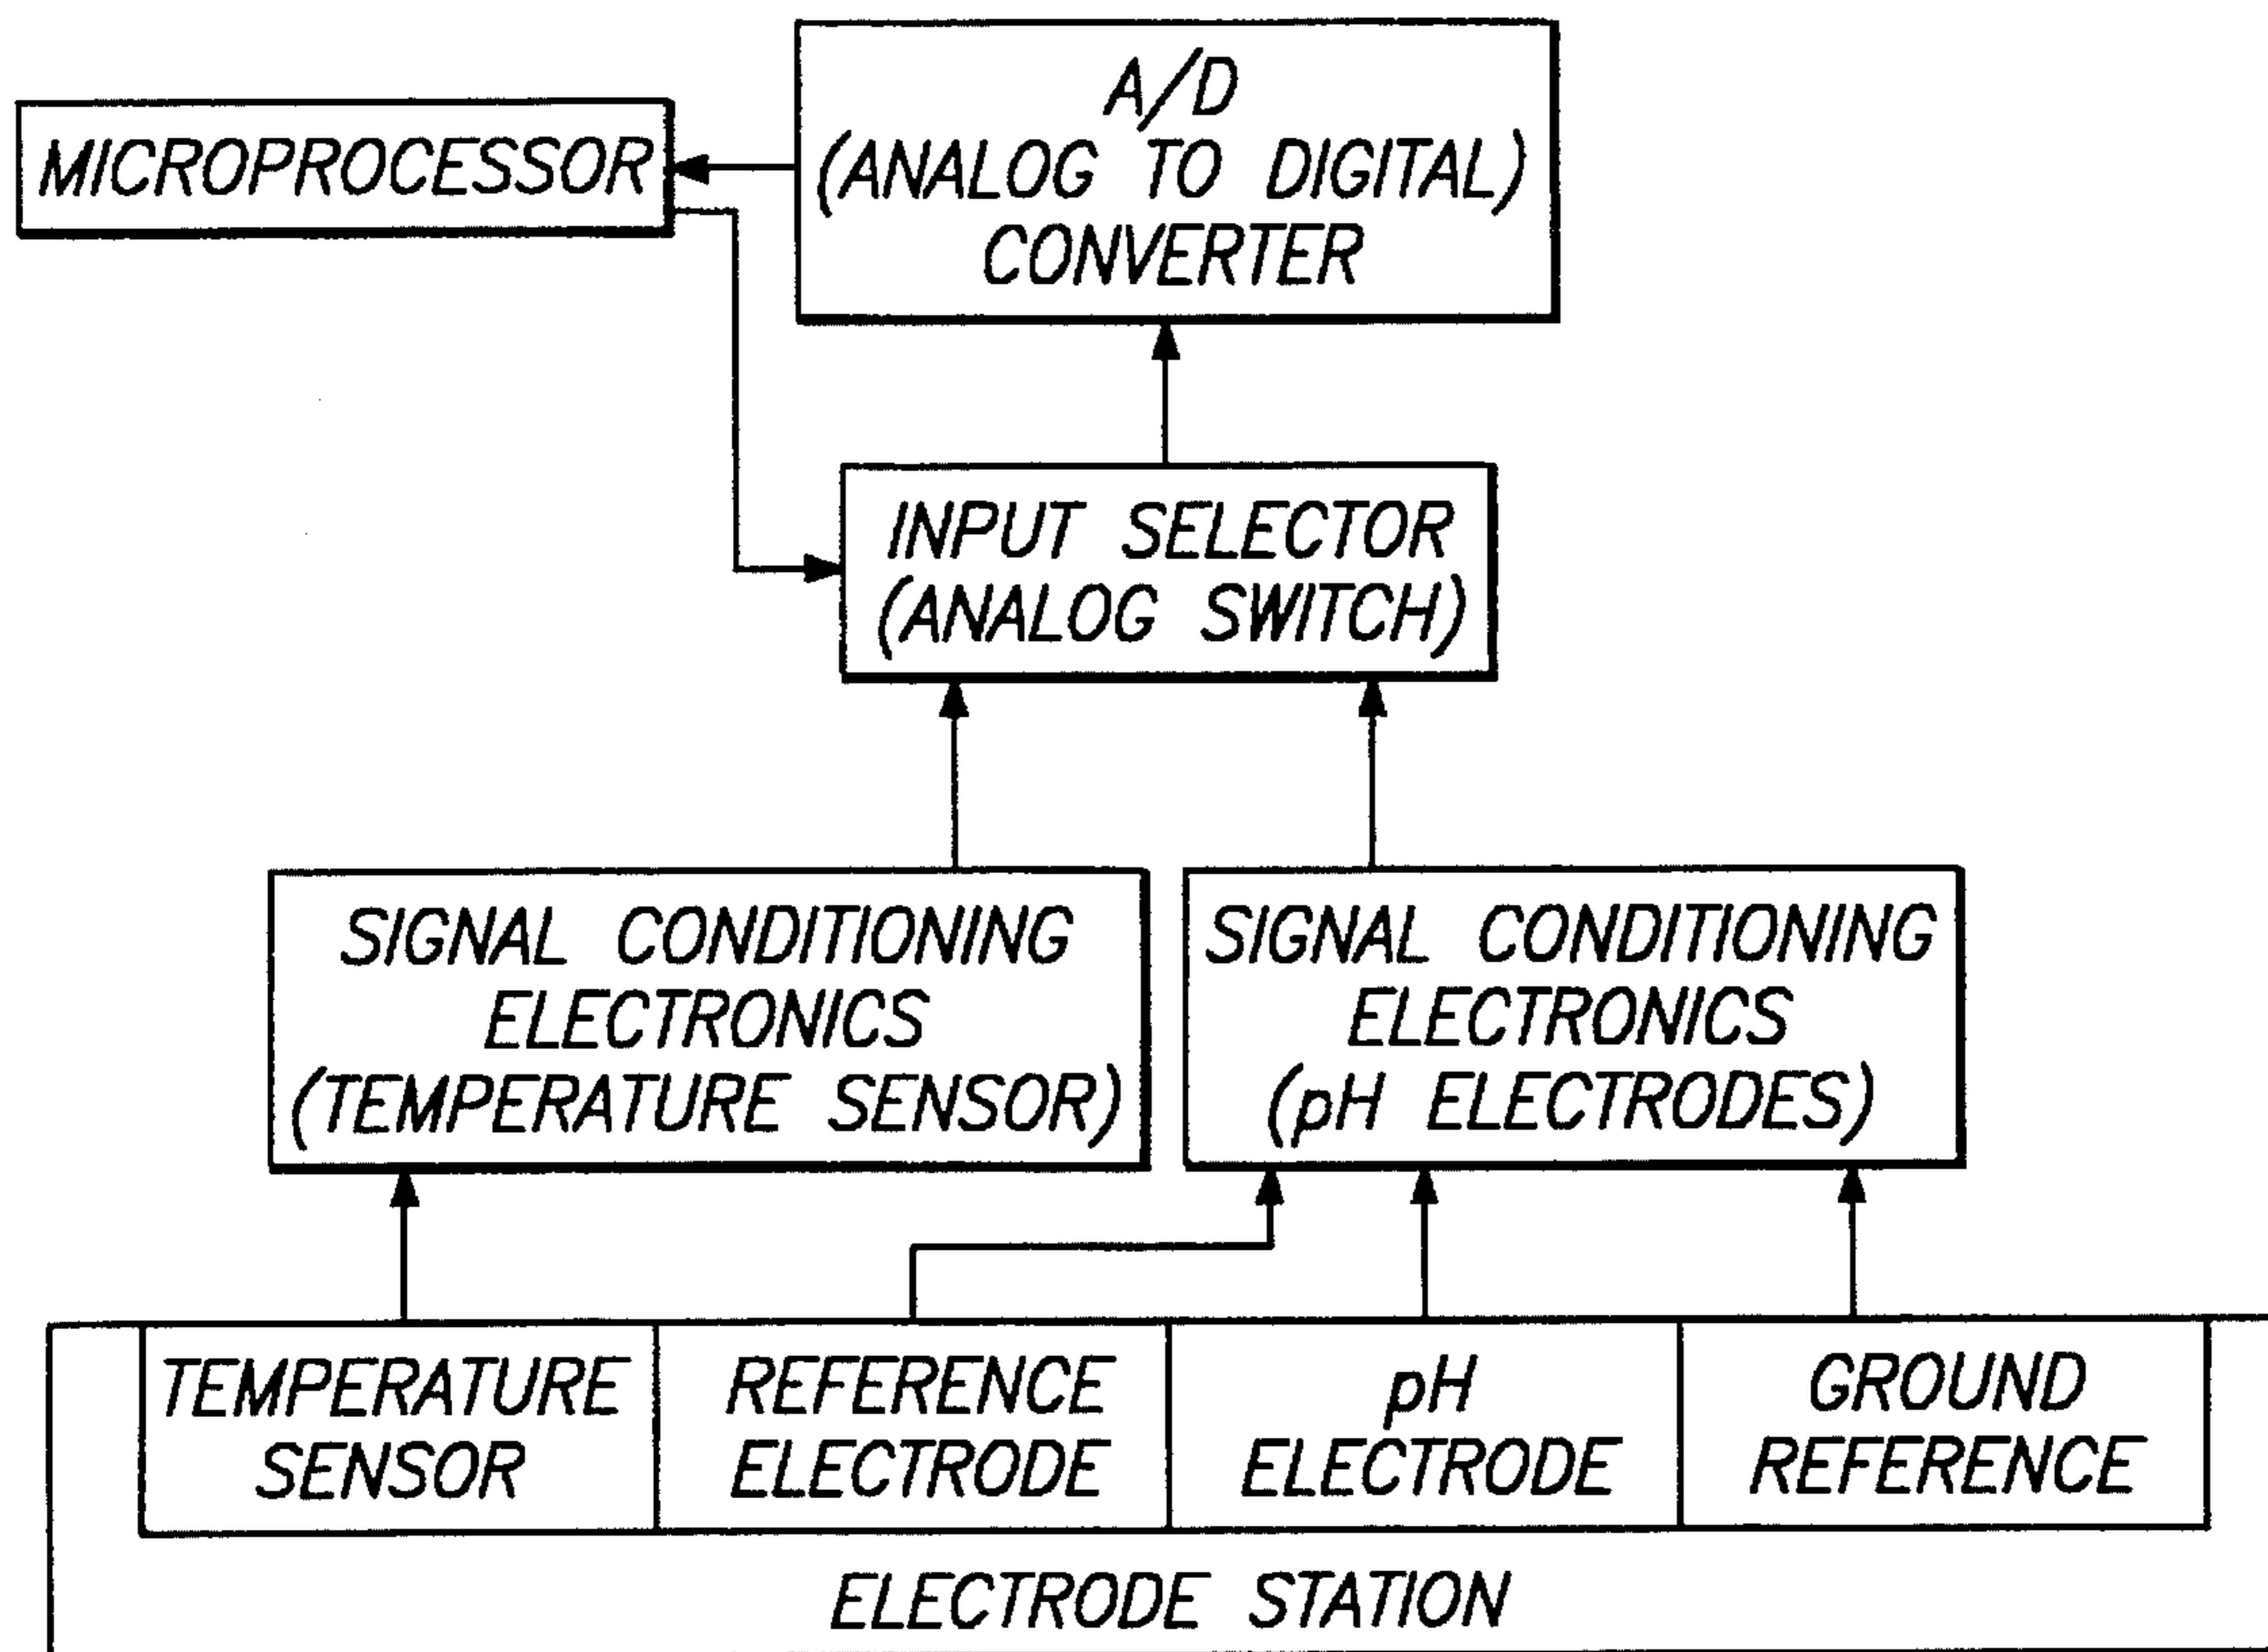 A/D
(ANALOG TO DIGITAL)
CONVERTER
MICROPROCESSOR
INPUT SELECTOR
(ANALOG SWITCH)
SIGNAL CONDITIONING
ELECTRONICS
(TEMPERATURE SENSOR)
SIGNAL CONDITIONING
ELECTRONICS
(pH ELECTRODES)
TEMPERATURE
SENSOR
REFERENCE
ELECTRODE
pH
ELECTRODE
GROUND
REFERENCE
ELECTRODE STATION